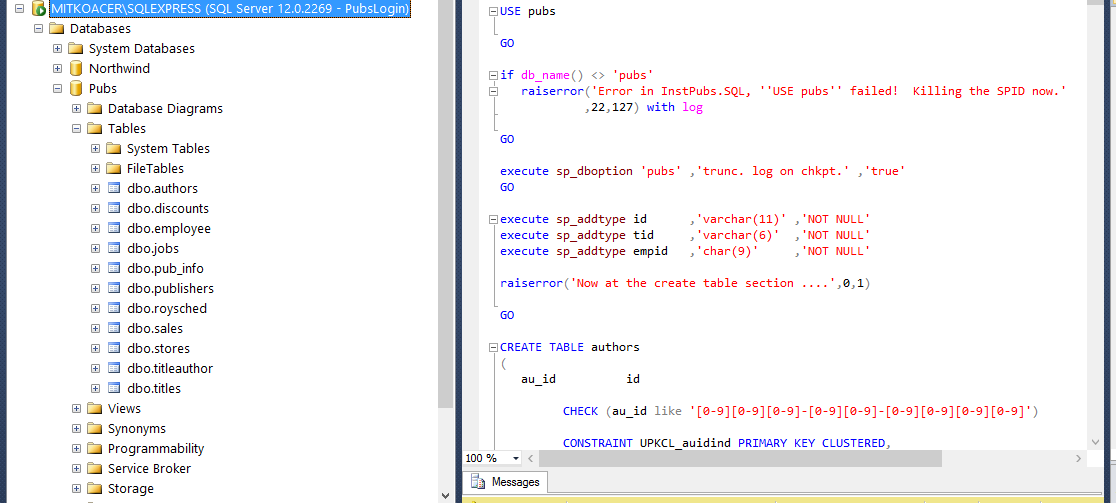 MITKOACER\SQLEXPRESS (SQL Server 12.0.2269 - PubsLogin)
Databases
System Databases
Northwind
Pubs
Database Diagrams
Tables
System Tables
FileTables
dbo.authors
dbo.discounts
dbo.employee
dbo.jobs
dbo.pub_info
dbo.publishers
dbo.roysched
dbo.sales
dbo.stores
dbo.titleauthor
dbo.titles
Views
Synonyms
Programmability
Service Broker
Storage
USE pubs
GO
if db_name() <> 'pubs'
raiserror('Error in InstPubs.SQL, ''USE pubs'' failed!  Killing the SPID now.'
,22,127) with log
GO
execute sp_dboption 'pubs' ,'trunc. log on chkpt.' ,'true'
GO
execute sp_addtype id      ,'varchar(11)' ,'NOT NULL'
execute sp_addtype tid     ,'varchar(6)'  ,'NOT NULL'
execute sp_addtype empid   ,'char(9)'     ,'NOT NULL'
raiserror('Now at the create table section ....',0,1)
GO
CREATE TABLE authors
(
au_id          id
CHECK (au_id like '[0-9][0-9][0-9]-[0-9][0-9]-[0-9][0-9][0-9][0-9]')
CONSTRAINT UPKCL_auidind PRIMARY KEY CLUSTERED,
100 %
Messages